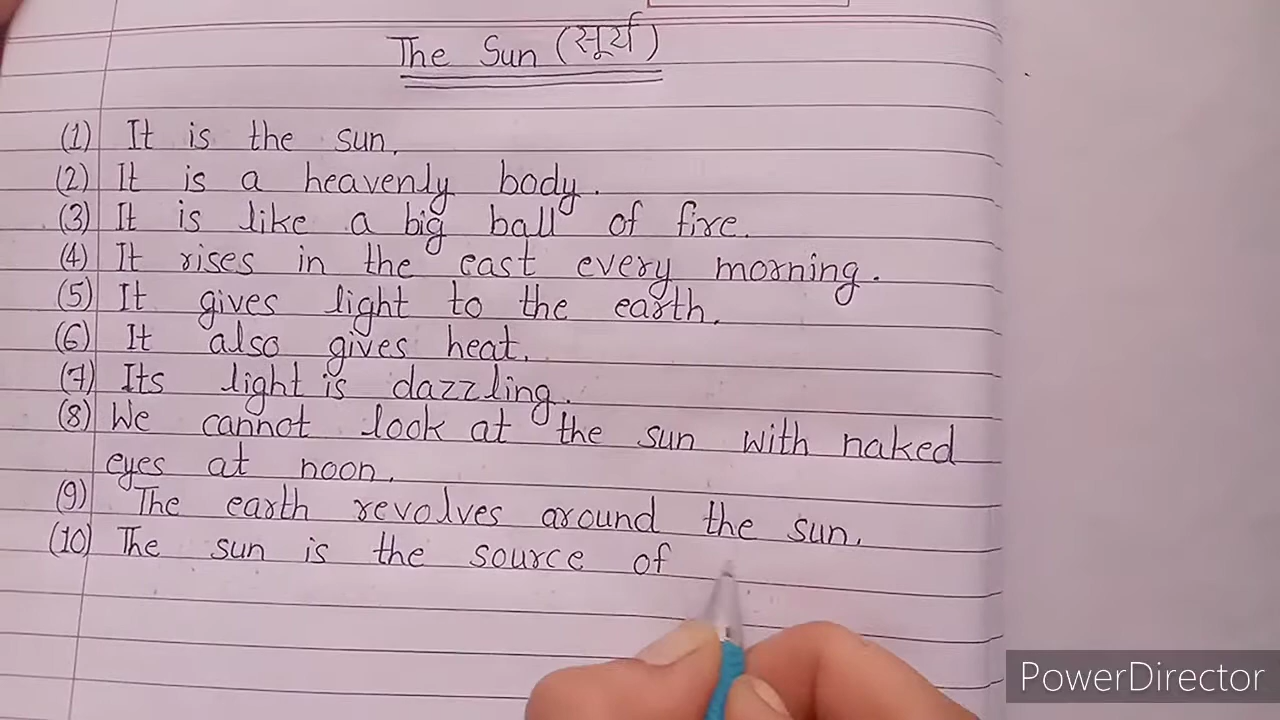 The Sun (सूर्य)
(1) It is the sun.
(2) It is a heavenly body.
(3) It is like a big ball of fire.
(4) It rises in the east every morning.
(5) It gives light to the earth.
(6) It also gives heat.
(7) Its light is dazzling.
(8) We cannot look at the sun with naked
eyes at noon.
(9) The earth revolves around the sun.
(10) The sun is the source of
PowerDirector